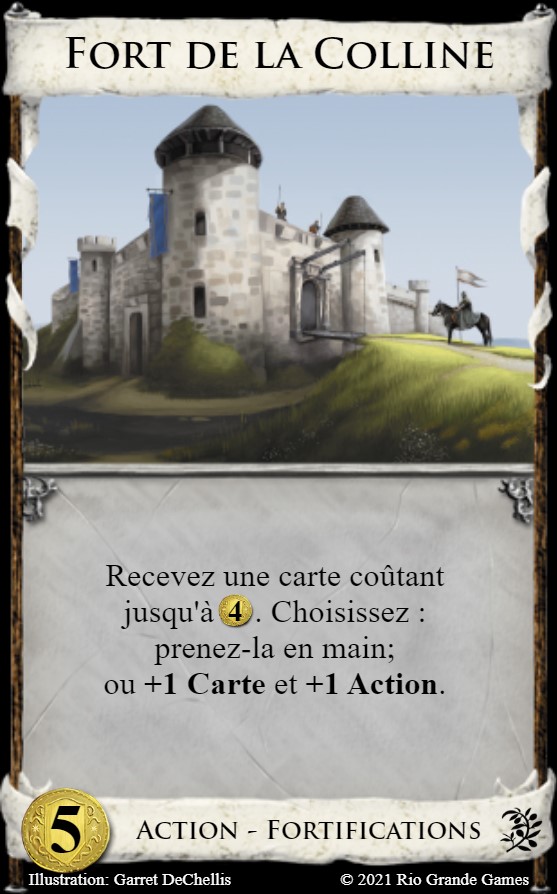 Fort de la Colline
Recevez une carte coûtant
jusqu'à 4. Choisissez :
prenez-la en main;
ou +1 Carte et +1 Action.
5
Action - Fortifications
Illustration: Garret DeChellis
© 2021 Rio Grande Games